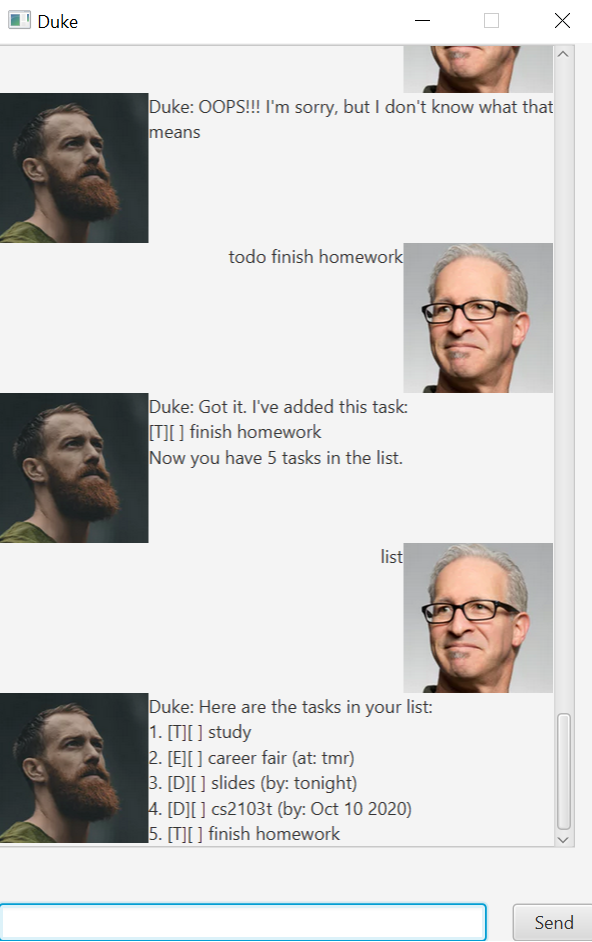 Duke
Duke: OOPS!!! I'm sorry, but I don't know what that
means
todo finish homework
Duke: Got it. I've added this task:
[T][ ] finish homework
Now you have 5 tasks in the list.
list
Duke: Here are the tasks in your list:
1. [T][ ] study
2. [E][ ] career fair (at: tmr)
3. [D][ ] slides (by: tonight)
4. [D][ ] cs2103t (by: Oct 10 2020)
5. [T][ ] finish homework
Send